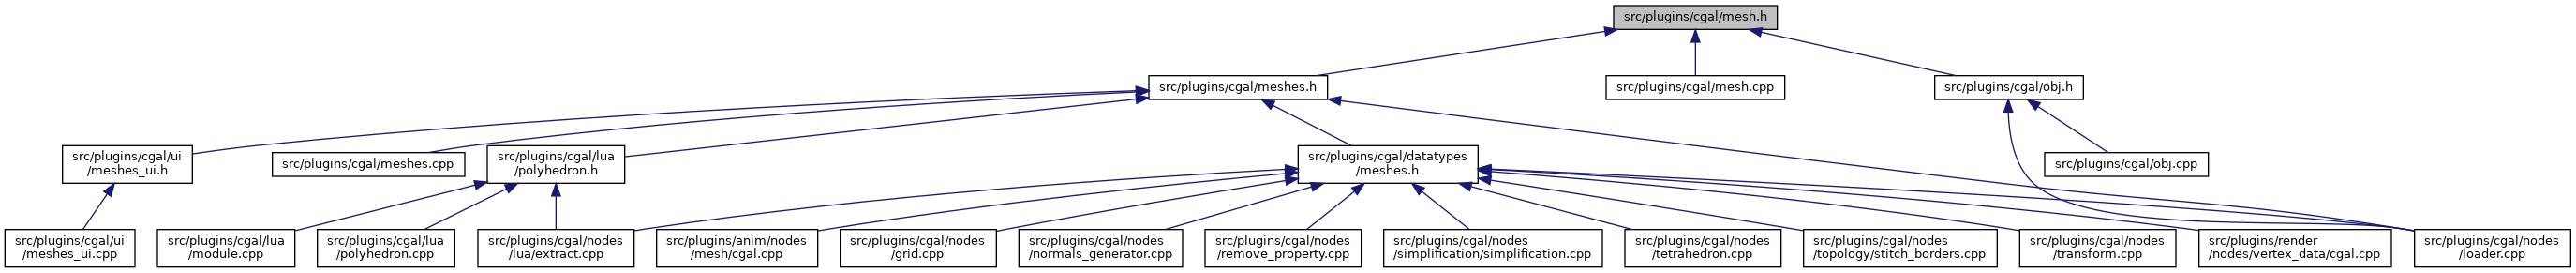 src/plugins/cgal/mesh.h
src/plugins/cgal/meshes.h
src/plugins/cgal/mesh.cpp
src/plugins/cgal/obj.h
src/plugins/cgal/ui
/meshes_ui.h
src/plugins/cgal/meshes.cpp
src/plugins/cgal/lua
/polyhedron.h
src/plugins/cgal/datatypes
/meshes.h
src/plugins/cgal/obj.cpp
src/plugins/cgal/ui
/meshes_ui.cpp
src/plugins/cgal/lua
/module.cpp
src/plugins/cgal/lua
/polyhedron.cpp
src/plugins/cgal/nodes
/lua/extract.cpp
src/plugins/anim/nodes
/mesh/cgal.cpp
src/plugins/cgal/nodes
/grid.cpp
src/plugins/cgal/nodes
/normals_generator.cpp
src/plugins/cgal/nodes
/remove_property.cpp
src/plugins/cgal/nodes
/simplification/simplification.cpp
src/plugins/cgal/nodes
/tetrahedron.cpp
src/plugins/cgal/nodes
/topology/stitch_borders.cpp
src/plugins/cgal/nodes
/transform.cpp
src/plugins/render
/nodes/vertex_data/cgal.cpp
src/plugins/cgal/nodes
/loader.cpp